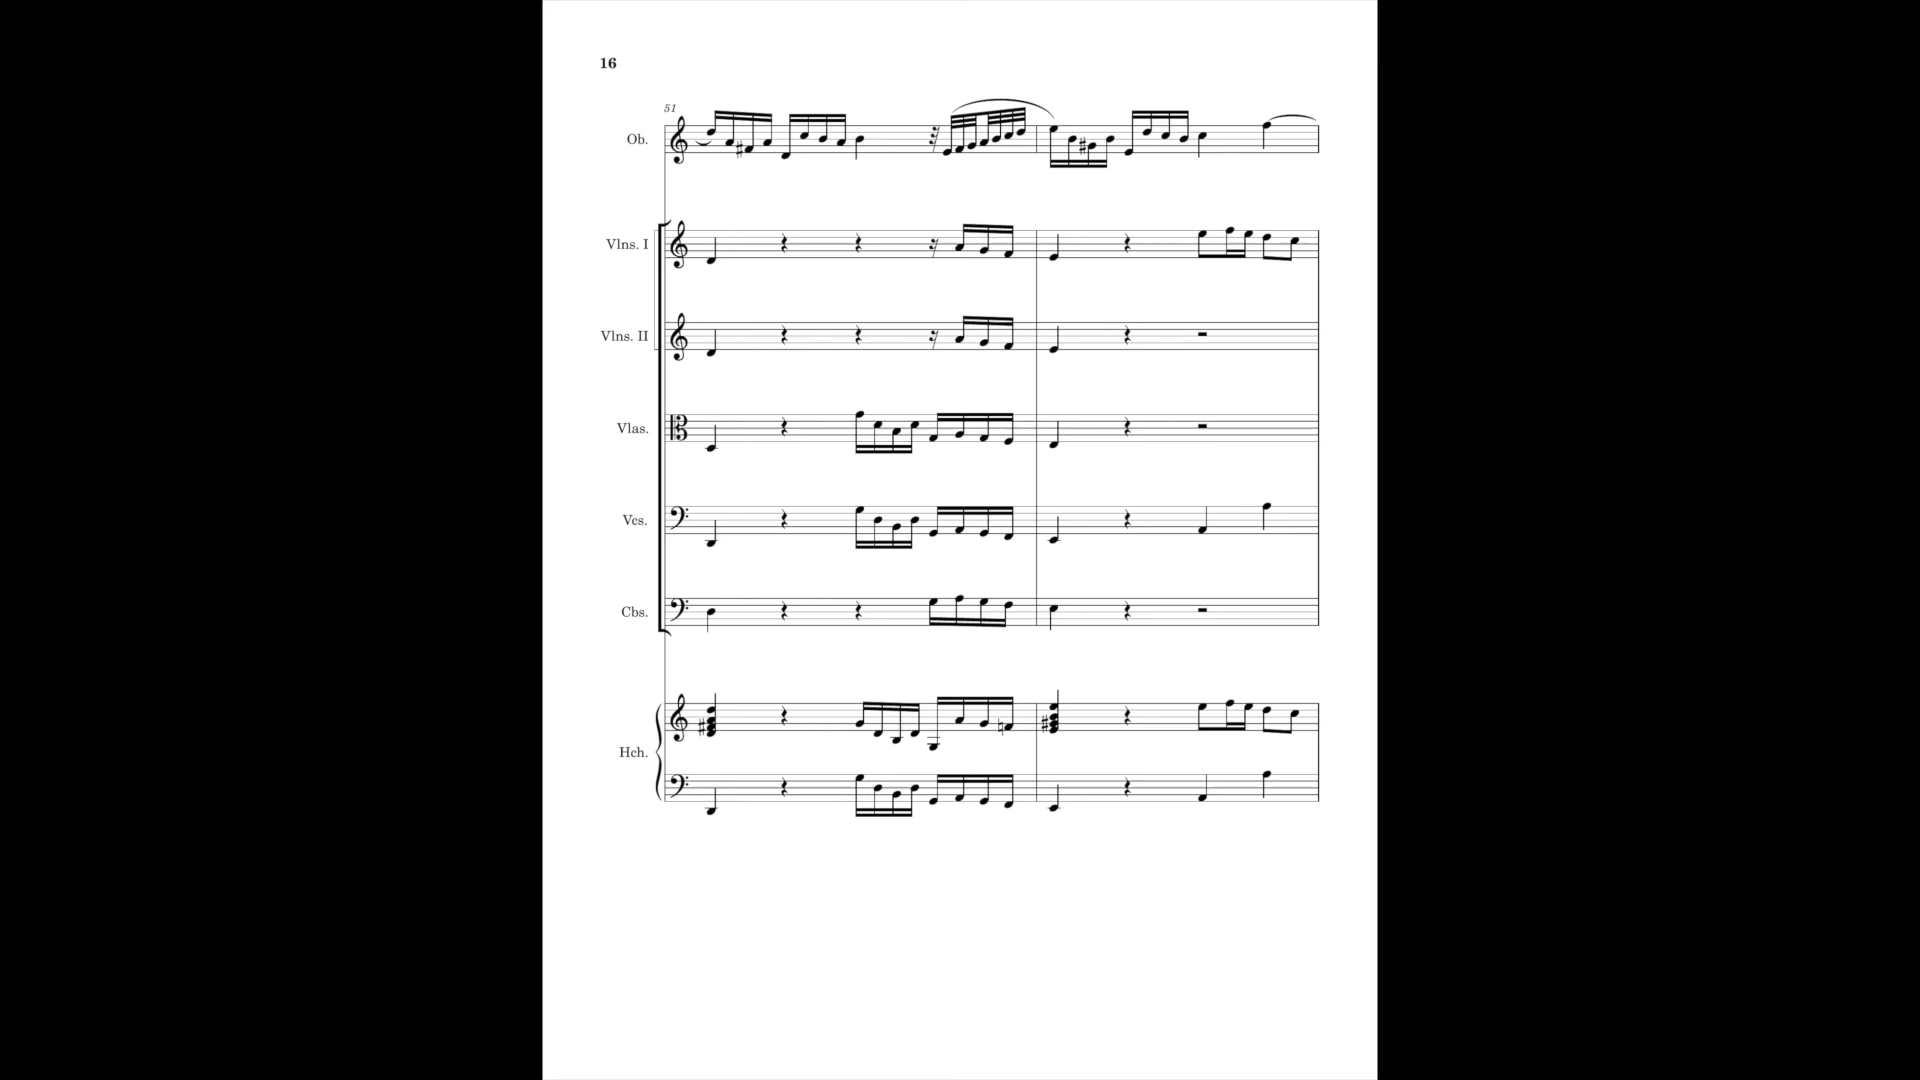 16
51
Ob.
Vlns. I
Vlns. II
Vlas.
Vcs.
Cbs.
Hch.